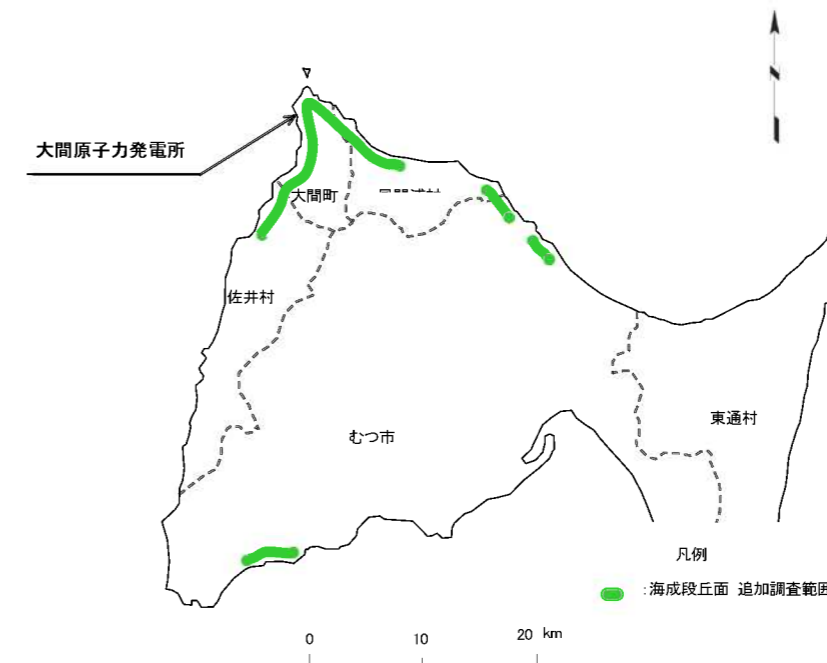 N
大間原子力発電所
大間町
佐井村
むつ市
東通村
凡例
:海成段丘面 追加調査範囲
0 10 20 km